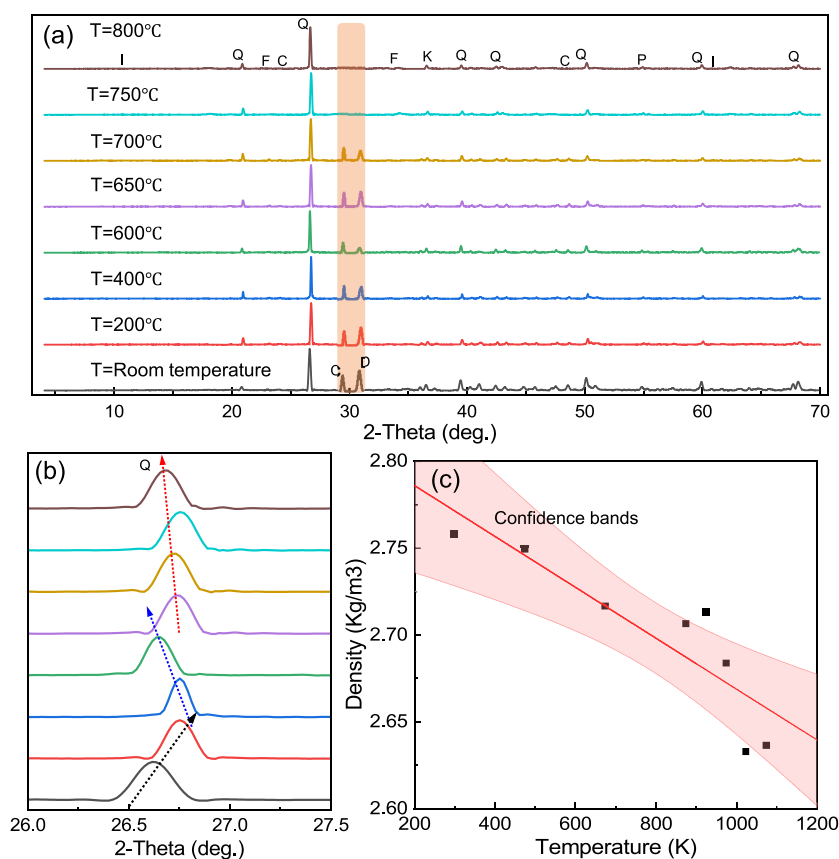 (a)
T=800℃
I Q F C Q F K Q Q C Q P Q I Q
T=750℃
T=700℃
T=650℃
T=600℃
T=400℃
T=200℃
T=Room temperature C D
10 20 30 40 50 60 70
2-Theta (deg.)
(b)
Q
26.0 26.5 27.0 27.5
2-Theta (deg.)
(c)
Confidence bands
2.80
2.75
2.70
2.65
2.60
Density (Kg/m3)
200 400 600 800 1000 1200
Temperature (K)